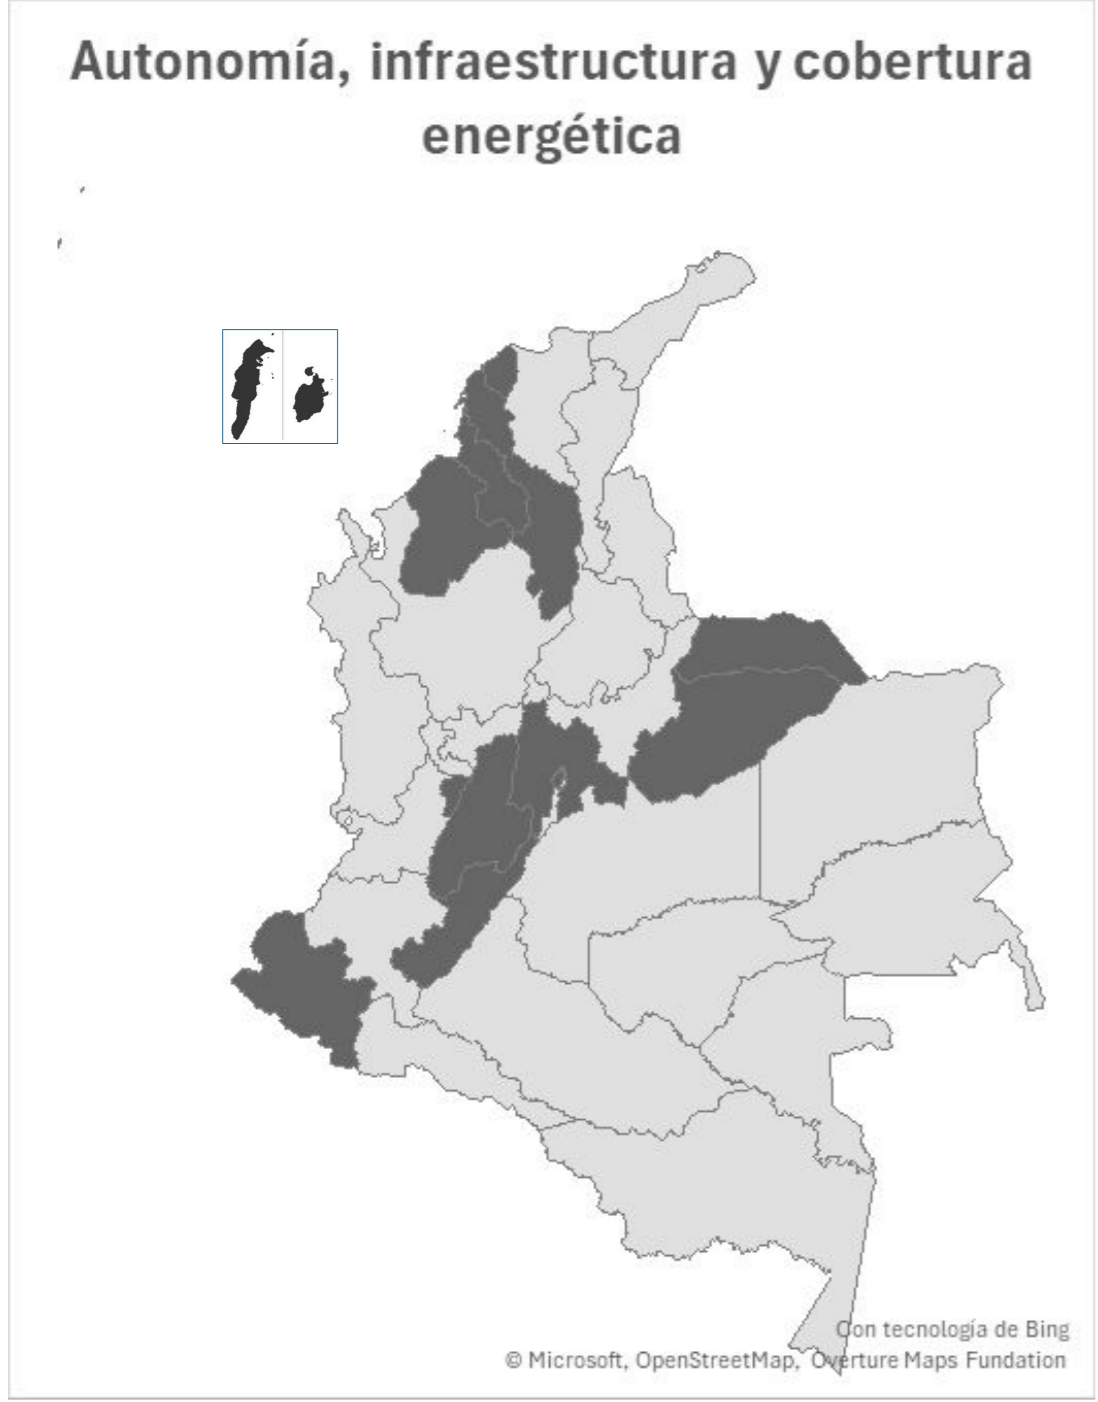 Autonomía, infraestructura y cobertura
energética
Con tecnología de Bing
© Microsoft, OpenStreetMap, Overture Maps Fundation